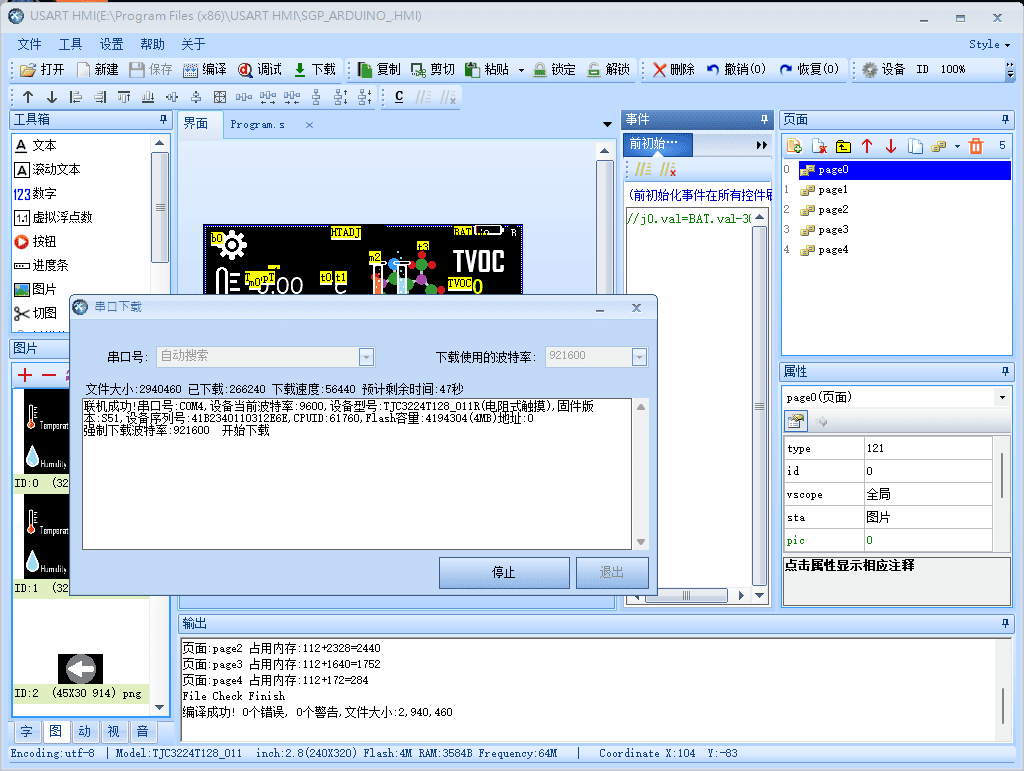 USART HMI(E:\Program Files (x86)\USART HMI\SGP_ARDUINO_.HMI)
文件 工具 设置 帮助 关于 Style
打开 新建 保存 编译 调试 下载 复制 剪切 粘贴 锁定 解锁 删除 撤销(0) 恢复(0) 设备 ID 100%
工具箱
A 文本
A 滚动文本
123 数字
1.1 虚拟浮点数
按钮
进度条
图片
切图
图片
Temperat
Humidity
ID:0 (32
Temperat
Humidity
ID:1 (32
ID:2 (45X30 914) png
字 图 动 视 音
界面 Program.s ×
b0 HTADJ BAT B
t3
m2
TVOC
t0 t1
0.00
TVOC 0
事件
前初始···
(前初始化事件在所有控件刷
//j0.val=BAT.val-30
页面
5
0 page0
1 page1
2 page2
3 page3
4 page4
属性
page0(页面)
type 121
id 0
vscope 全局
sta 图片
pic 0
点击属性显示相应注释
串口下载
串口号: 自动搜索 下载使用的波特率: 921600
文件大小:2940460 已下载:266240 下载速度:56440 预计剩余时间:47秒
联机成功!串口号:COM4,设备当前波特率:9600,设备型号:TJC3224T128_011R(电阻式触摸),固件版
本:S51,设备序列号:41B2340110312E6E,CPUID:61760,Flash容量:4194304(4MB)地址:0
强制下载波特率:921600 开始下载
停止 退出
输出
页面:page2 占用内存:112+2328=2440
页面:page3 占用内存:112+1640=1752
页面:page4 占用内存:112+172=284
File Check Finish
编译成功! 0个错误, 0个警告,文件大小:2,940,460
Encoding:utf-8 | Model:TJC3224T128_011 inch:2.8(240X320) Flash:4M RAM:3584B Frequency:64M | Coordinate X:104 Y:-83